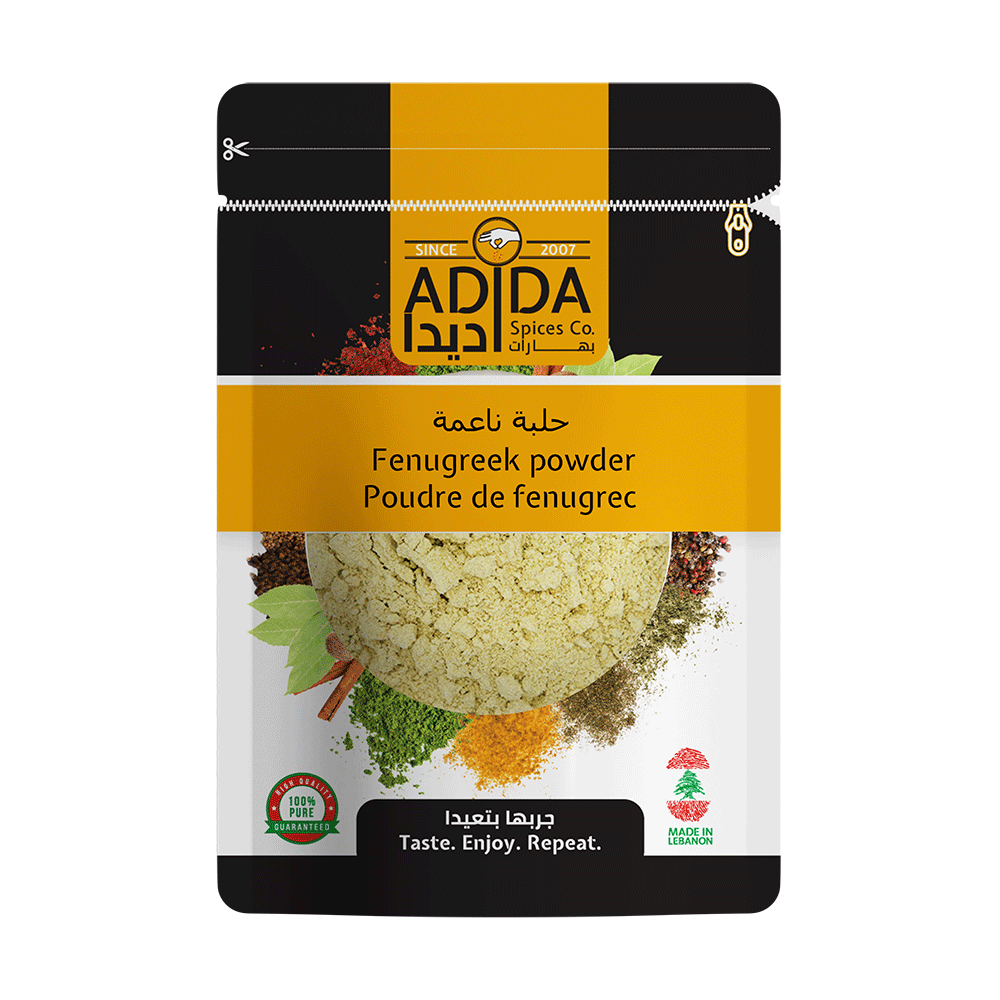 SINCE 2007
ADIDA
اديدا
Spices Co.
بهـــارات
حلبة ناعمة
Fenugreek powder
Poudre de fenugrec
HIGH QUALITY
100%
PURE
GUARANTEED
جربها بتعيدا
Taste. Enjoy. Repeat.
MADE IN
LEBANON